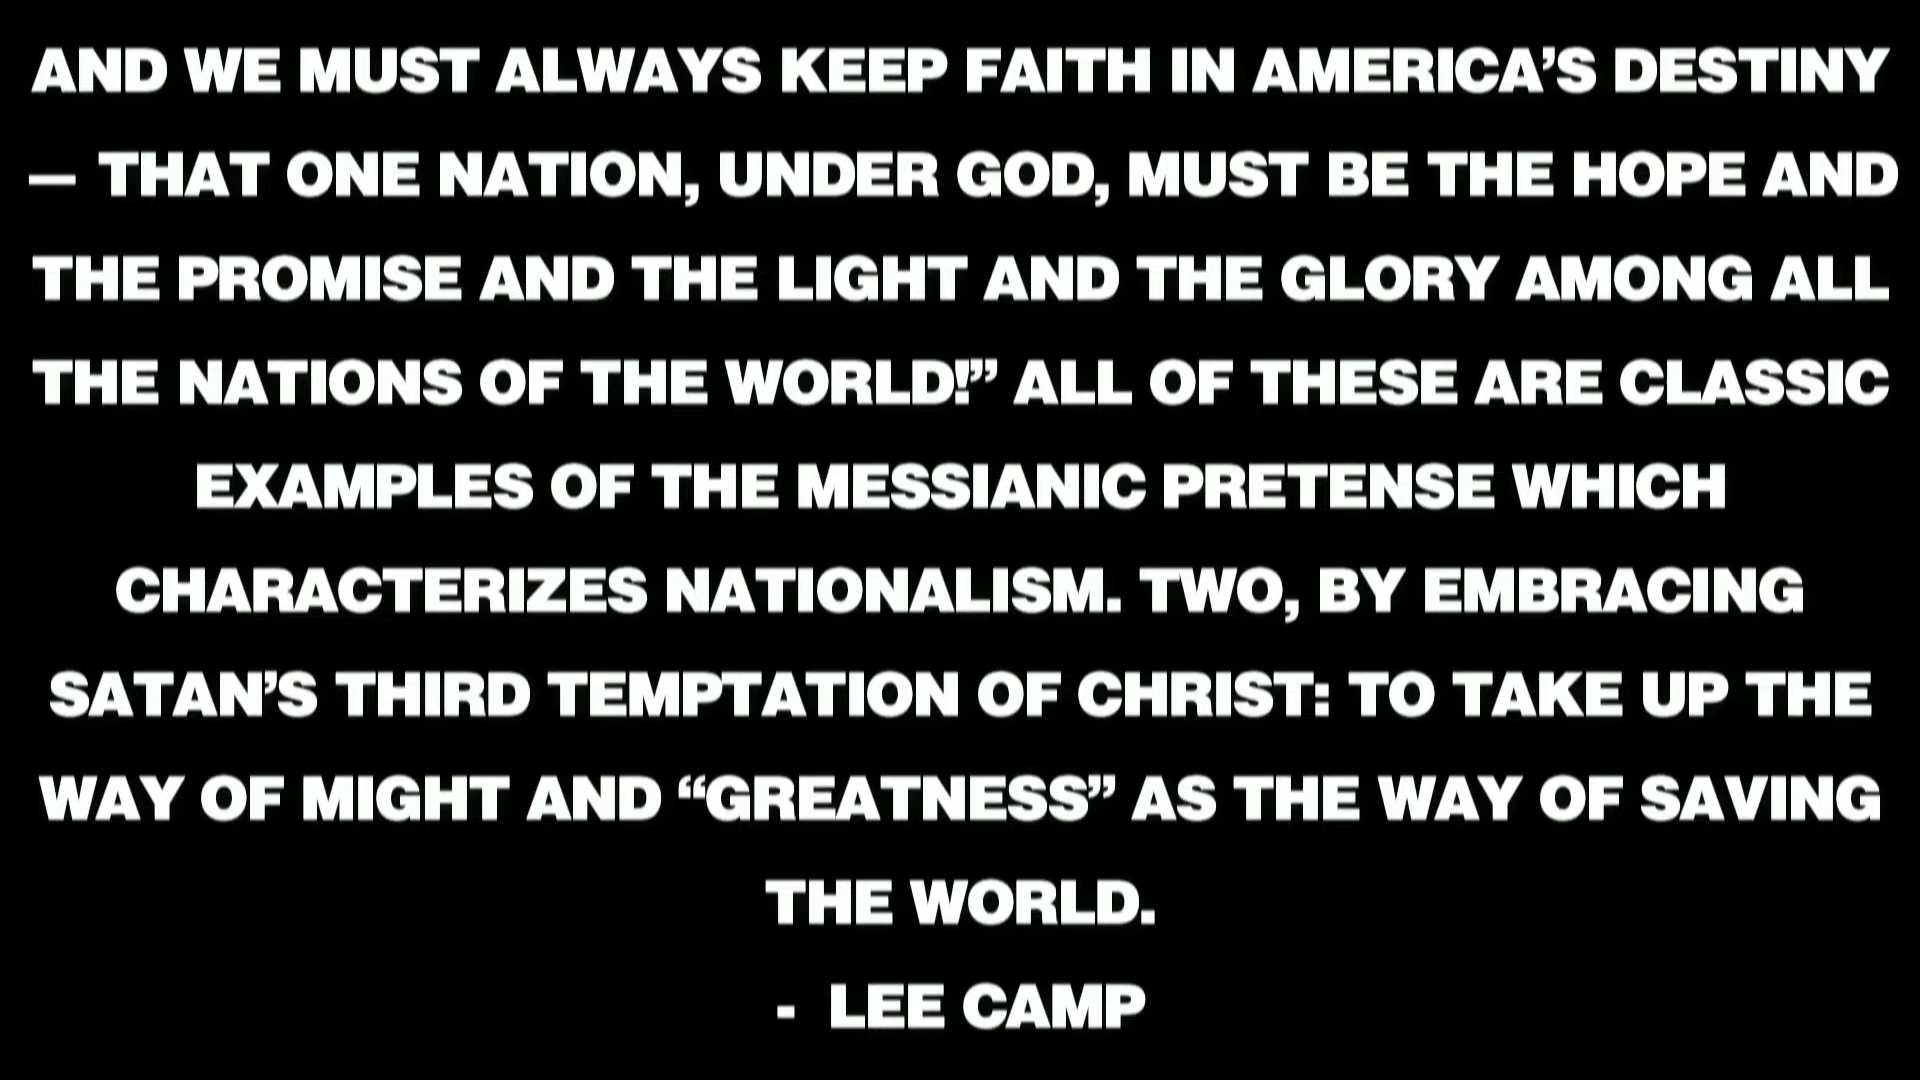 AND WE MUST ALWAYS KEEP FAITH IN AMERICA’S DESTINY
— THAT ONE NATION, UNDER GOD, MUST BE THE HOPE AND
THE PROMISE AND THE LIGHT AND THE GLORY AMONG ALL
THE NATIONS OF THE WORLD!” ALL OF THESE ARE CLASSIC
EXAMPLES OF THE MESSIANIC PRETENSE WHICH
CHARACTERIZES NATIONALISM. TWO, BY EMBRACING
SATAN’S THIRD TEMPTATION OF CHRIST: TO TAKE UP THE
WAY OF MIGHT AND “GREATNESS” AS THE WAY OF SAVING
THE WORLD.
- LEE CAMP